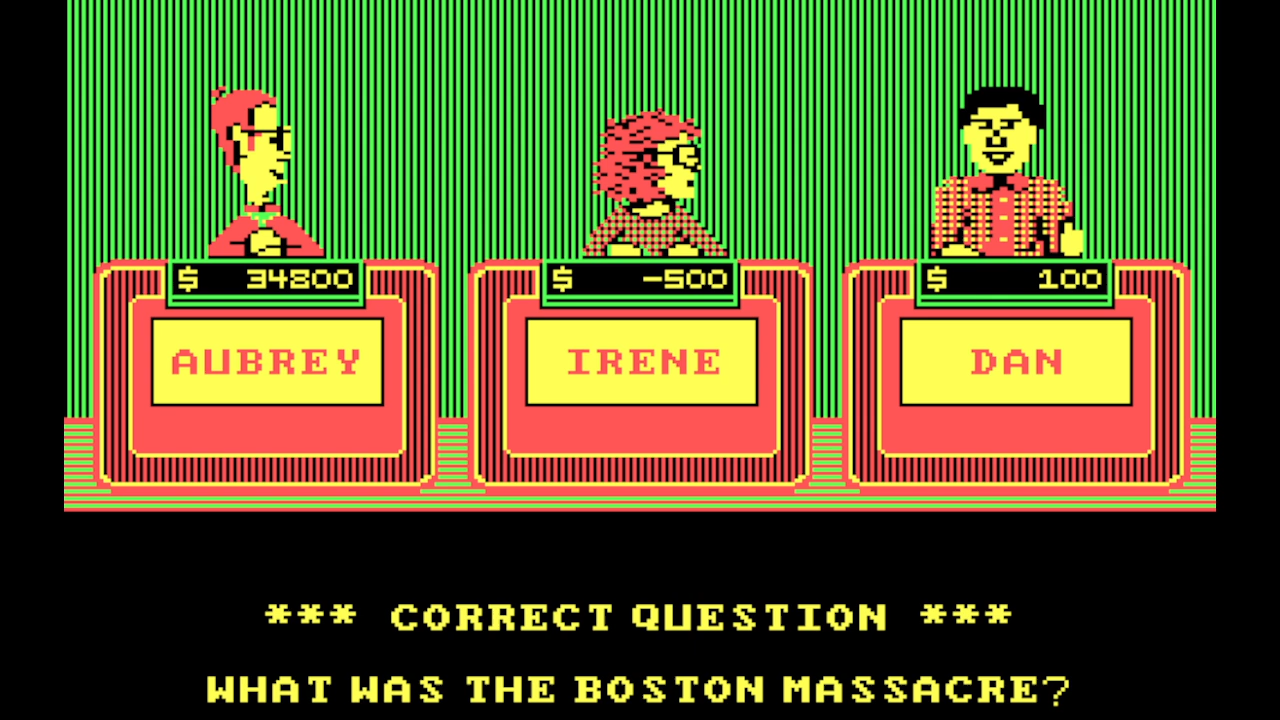 $ 34800
$ -500
$ 100
AUBREY
IRENE
DAN
*** CORRECT QUESTION ***
WHAT WAS THE BOSTON MASSACRE?